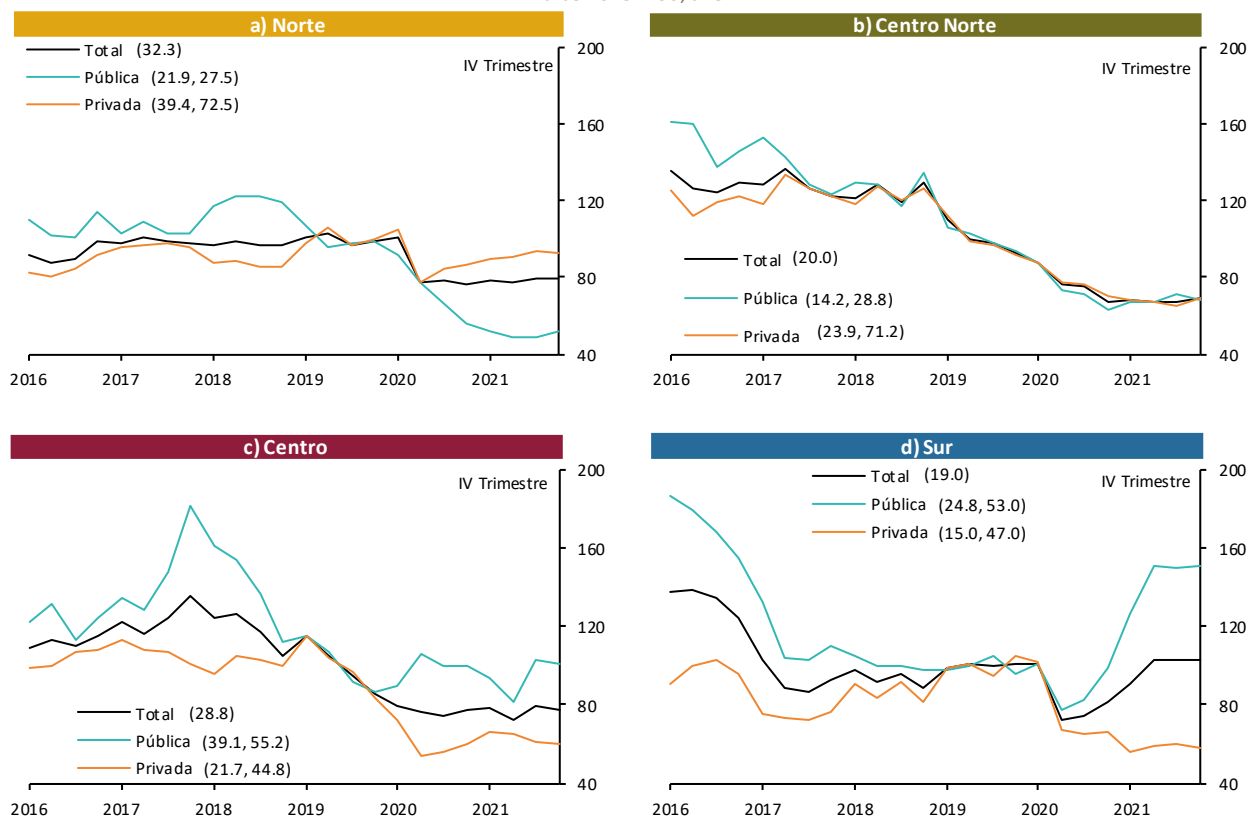 a) Norte
Total (32.3)
Pública (21.9, 27.5)
Privada (39.4, 72.5)
IV Trimestre
200
160
120
80
40
2016 2017 2018 2019 2020 2021
b) Centro Norte
IV Trimestre
Total (20.0)
Pública (14.2, 28.8)
Privada (23.9, 71.2)
200
160
120
80
40
2016 2017 2018 2019 2020 2021
c) Centro
IV Trimestre
Total (28.8)
Pública (39.1, 55.2)
Privada (21.7, 44.8)
200
160
120
80
40
2016 2017 2018 2019 2020 2021
d) Sur
Total (19.0)
Pública (24.8, 53.0)
Privada (15.0, 47.0)
IV Trimestre
200
160
120
80
40
2016 2017 2018 2019 2020 2021